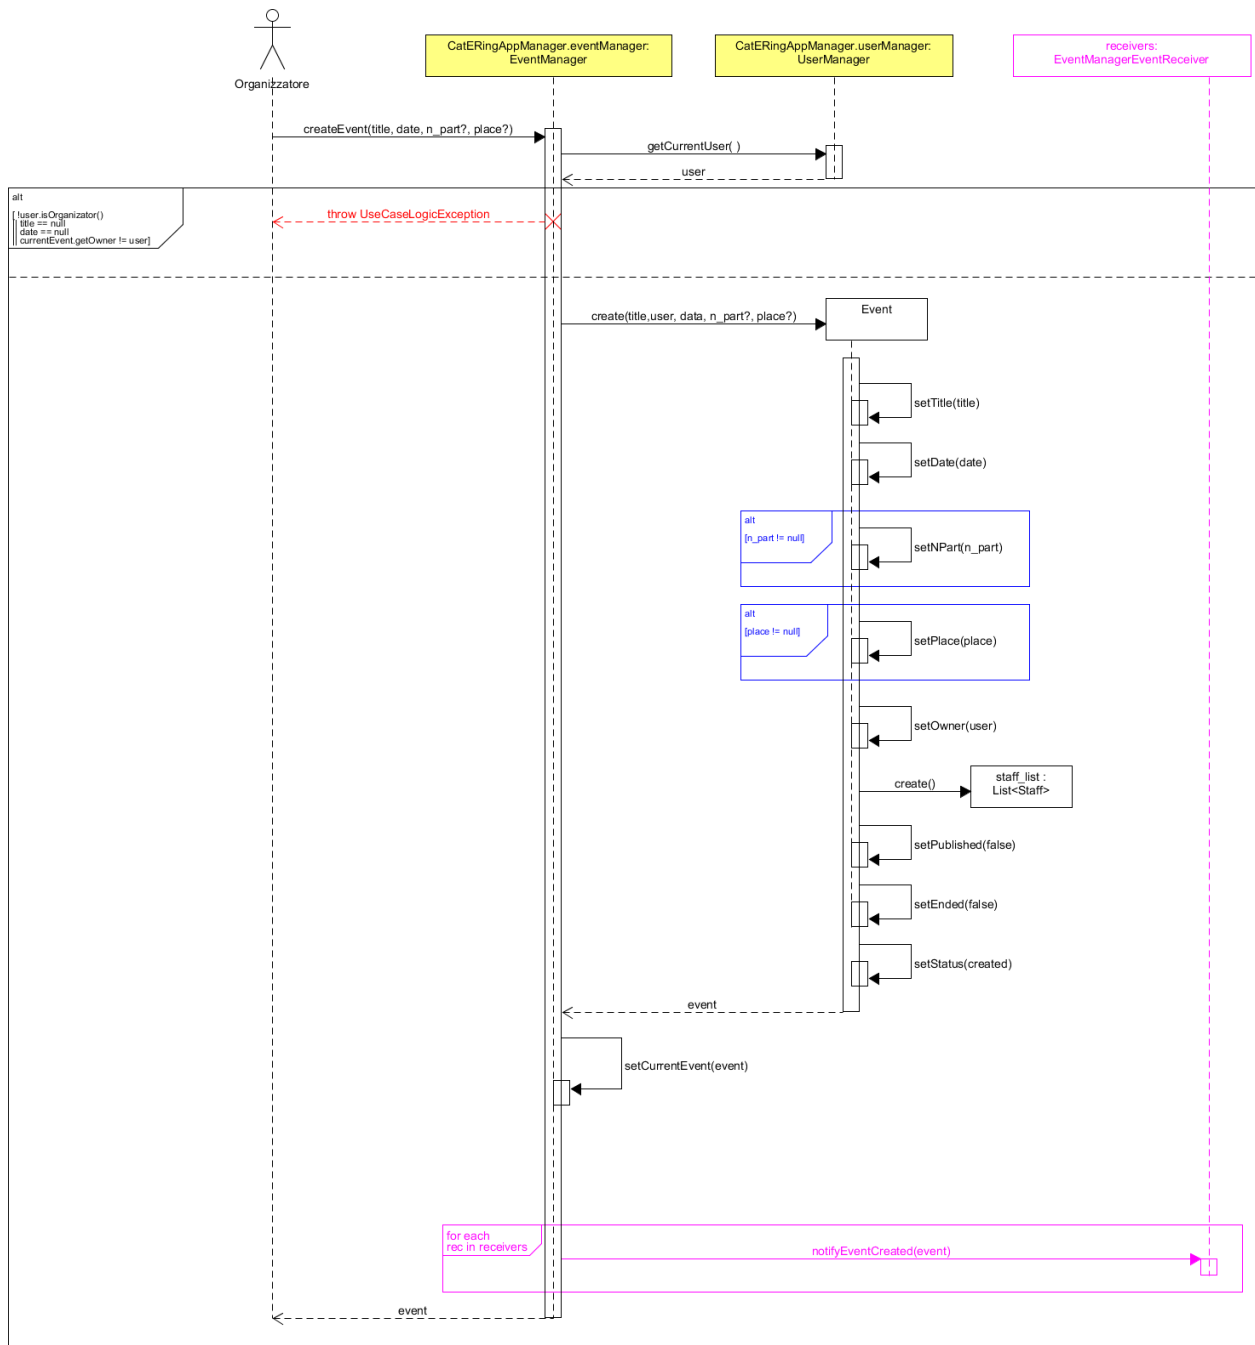 Organizzatore
CatERingAppManager.eventManager:
EventManager
CatERingAppManager.userManager:
UserManager
receivers:
EventManagerEventReceiver
createEvent(title, date, n_part?, place?)
getCurrentUser( )
user
alt
[ !user.isOrganizator()
|| title == null
|| date == null
|| currentEvent.getOwner != user]
throw UseCaseLogicException
create(title,user, data, n_part?, place?)
Event
setTitle(title)
setDate(date)
alt
[n_part != null]
setNPart(n_part)
alt
[place != null]
setPlace(place)
setOwner(user)
create()
staff_list :
List<Staff>
setPublished(false)
setEnded(false)
setStatus(created)
event
setCurrentEvent(event)
for each
rec in receivers
notifyEventCreated(event)
event